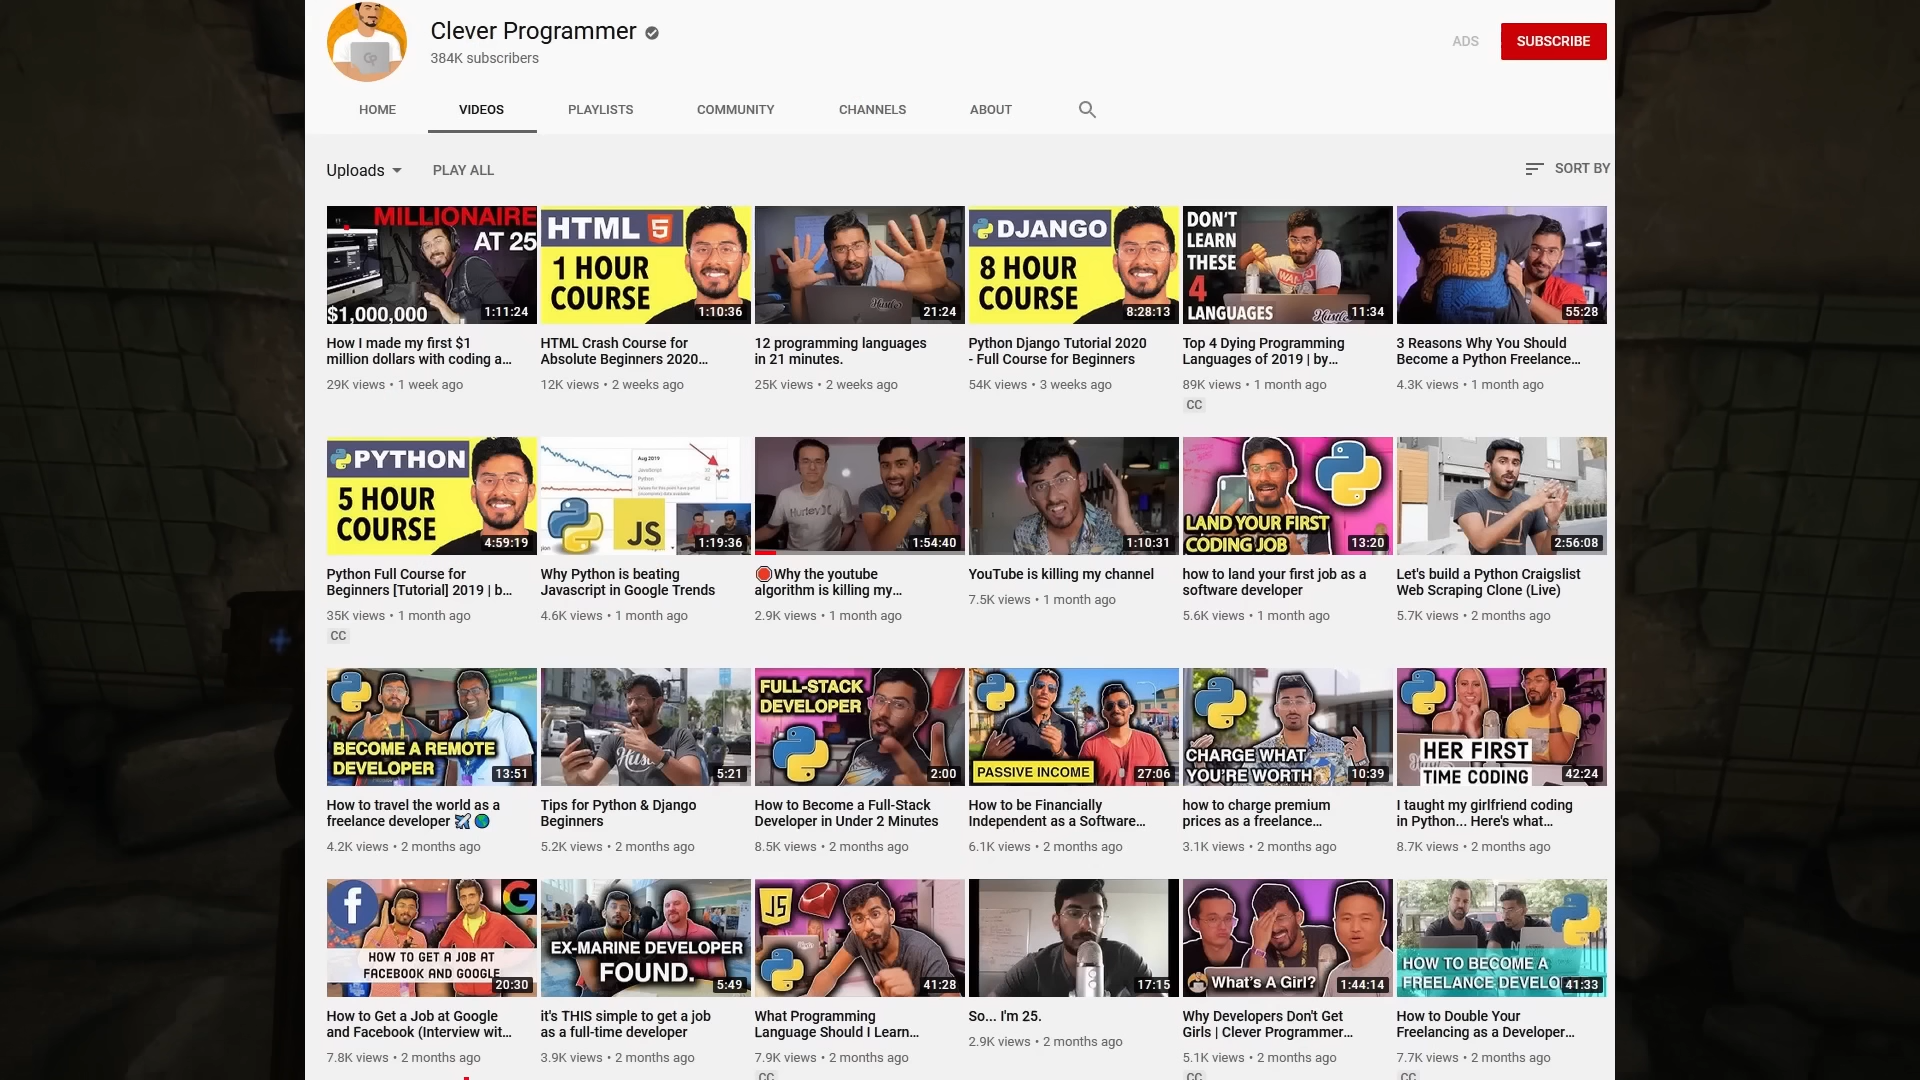 Clever Programmer
384K subscribers
ADS
SUBSCRIBE
HOME
VIDEOS
PLAYLISTS
COMMUNITY
CHANNELS
ABOUT
Uploads
PLAY ALL
SORT BY
MILLIONAIRE
AT 25
$1,000,000
1:11:24
How I made my first $1
million dollars with coding a...
29K views • 1 week ago
HTML 5
1 HOUR
COURSE
1:10:36
HTML Crash Course for
Absolute Beginners 2020...
12K views • 2 weeks ago
Hustle
21:24
12 programming languages
in 21 minutes.
25K views • 2 weeks ago
DJANGO
8 HOUR
COURSE
8:28:13
Python Django Tutorial 2020
- Full Course for Beginners
54K views • 3 weeks ago
DON'T
LEARN
THESE
4
LANGUAGES
Hustle
11:34
Top 4 Dying Programming
Languages of 2019 | by...
89K views • 1 month ago
CC
55:28
3 Reasons Why You Should
Become a Python Freelance...
4.3K views • 1 month ago
PYTHON
5 HOUR
COURSE
4:59:19
Python Full Course for
Beginners [Tutorial] 2019 | b...
35K views • 1 month ago
CC
Aug 2019
JavaScript
Python
JS
1:19:36
Why Python is beating
Javascript in Google Trends
4.6K views • 1 month ago
Hurley
1:54:40
Why the youtube
algorithm is killing my...
2.9K views • 1 month ago
1:10:31
YouTube is killing my channel
7.5K views • 1 month ago
LAND YOUR FIRST
CODING JOB
13:20
how to land your first job as a
software developer
5.6K views • 1 month ago
2:56:08
Let's build a Python Craigslist
Web Scraping Clone (Live)
5.7K views • 2 months ago
BECOME A REMOTE
DEVELOPER
13:51
How to travel the world as a
freelance developer ✈️🌎
4.2K views • 2 months ago
5:21
Tips for Python & Django
Beginners
5.2K views • 2 months ago
FULL-STACK
DEVELOPER
2:00
How to Become a Full-Stack
Developer in Under 2 Minutes
8.5K views • 2 months ago
PASSIVE INCOME
27:06
How to be Financially
Independent as a Software...
6.1K views • 2 months ago
CHARGE WHAT
YOU'RE WORTH
10:39
how to charge premium
prices as a freelance...
3.1K views • 2 months ago
HER FIRST
TIME CODING
42:24
I taught my girlfriend coding
in Python... Here's what...
8.7K views • 2 months ago
f
G
HOW TO GET A JOB AT
FACEBOOK AND GOOGLE
20:30
How to Get a Job at Google
and Facebook (Interview wit...
7.8K views • 2 months ago
EX-MARINE DEVELOPER
FOUND.
5:49
it's THIS simple to get a job
as a full-time developer
3.9K views • 2 months ago
JS
41:28
What Programming
Language Should I Learn...
7.9K views • 2 months ago
CC
17:15
So... I'm 25.
2.9K views • 2 months ago
What's A Girl?
1:44:14
Why Developers Don't Get
Girls | Clever Programmer...
5.1K views • 2 months ago
CC
HOW TO BECOME A
FREELANCE DEVELO
41:33
How to Double Your
Freelancing as a Developer...
7.7K views • 2 months ago
CC